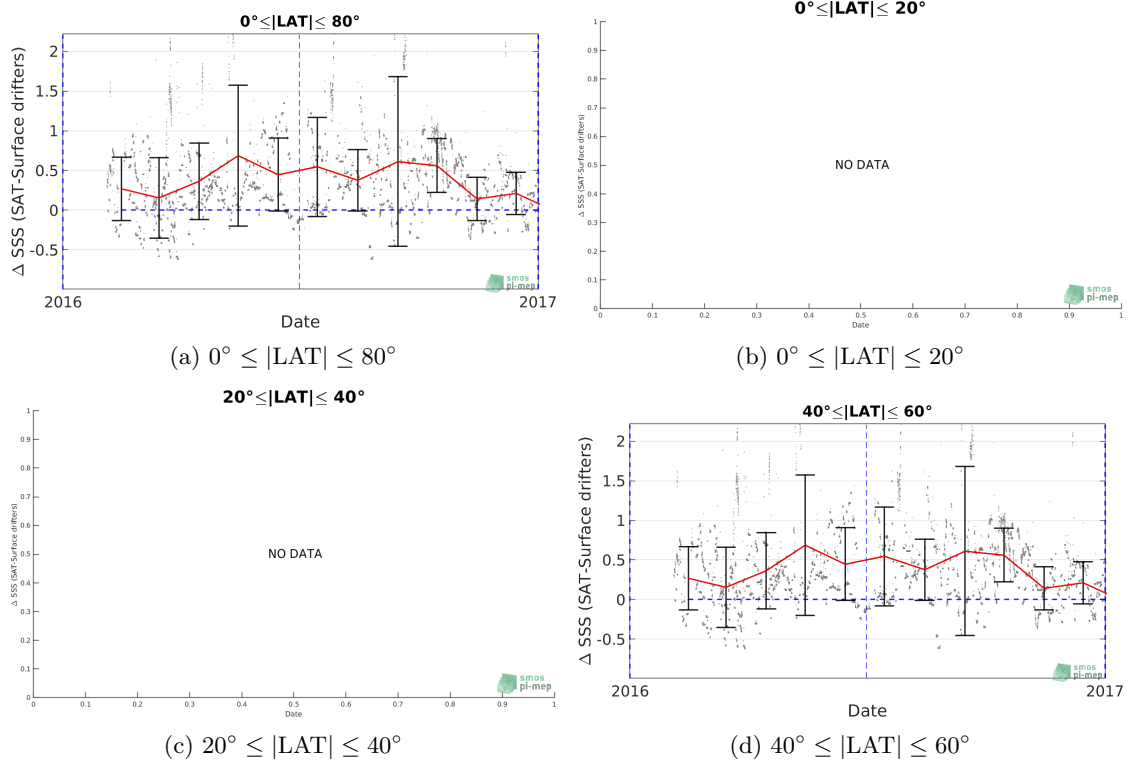 0°≤|LAT|≤ 80°
Δ SSS (SAT-Surface drifters)
2
1.5
1
0.5
0
-0.5
2016
2017
Date
smos
pi-mep
(a) 0° ≤ |LAT| ≤ 80°
0°≤|LAT|≤ 20°
Δ SSS (SAT-Surface drifters)
1
0.9
0.8
0.7
0.6
0.5
0.4
0.3
0.2
0.1
0
NO DATA
0 0.1 0.2 0.3 0.4 0.5 0.6 0.7 0.8 0.9 1
Date
smos
pi-mep
(b) 0° ≤ |LAT| ≤ 20°
20°≤|LAT|≤ 40°
Δ SSS (SAT-Surface drifters)
1
0.9
0.8
0.7
0.6
0.5
0.4
0.3
0.2
0.1
0
NO DATA
0 0.1 0.2 0.3 0.4 0.5 0.6 0.7 0.8 0.9 1
Date
smos
pi-mep
(c) 20° ≤ |LAT| ≤ 40°
40°≤|LAT|≤ 60°
Δ SSS (SAT-Surface drifters)
2
1.5
1
0.5
0
-0.5
2016
2017
Date
smos
pi-mep
(d) 40° ≤ |LAT| ≤ 60°